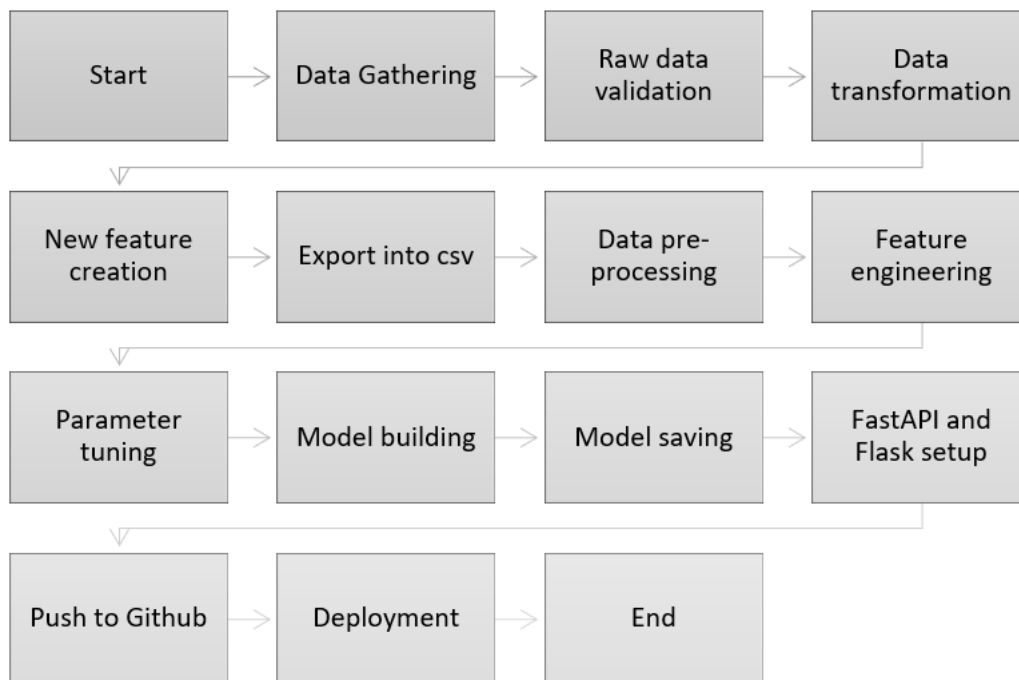 Start
Data Gathering
Raw data
validation
Data
transformation
New feature
creation
Export into csv
Data pre-
processing
Feature
engineering
Parameter
tuning
Model building
Model saving
FastAPI and
Flask setup
Push to Github
Deployment
End